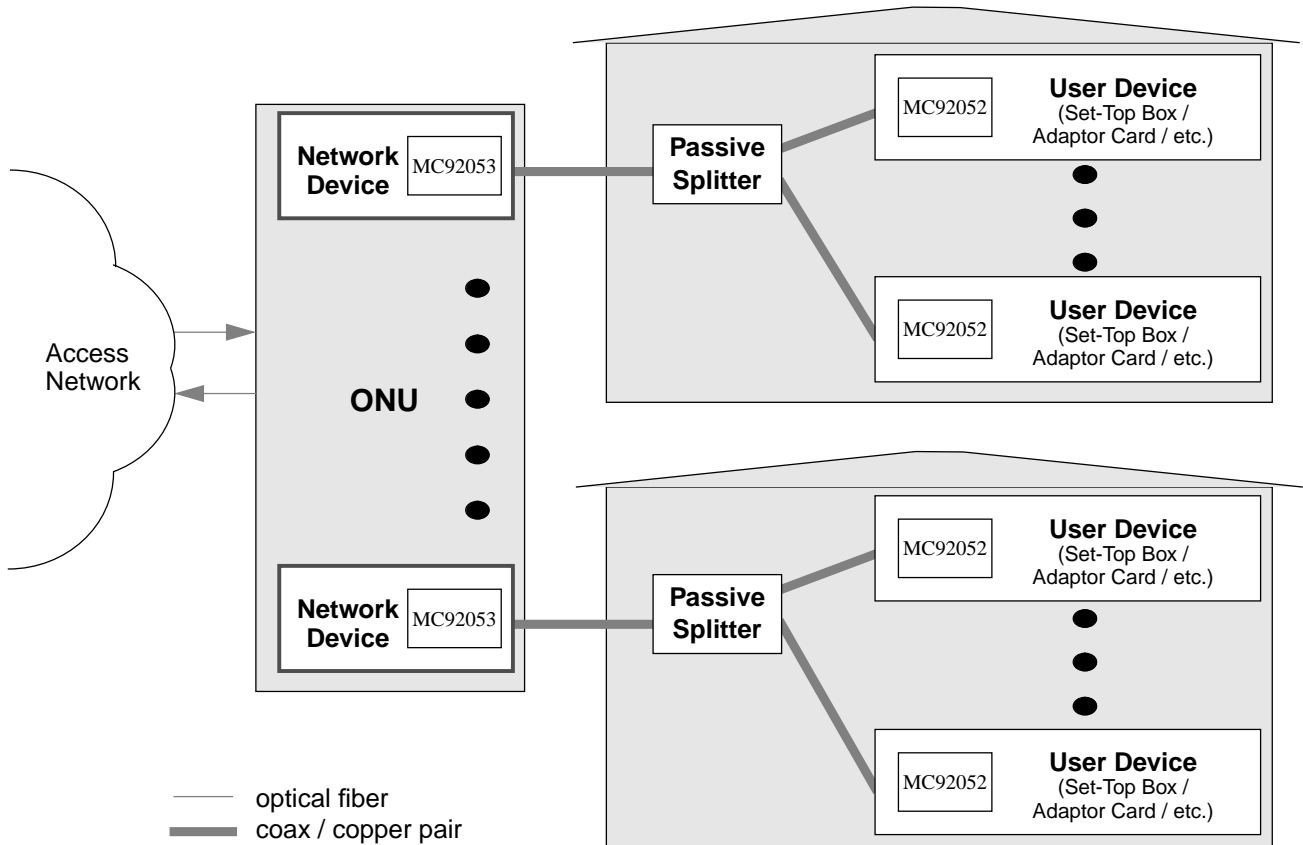 Access
Network
ONU
Network
Device
MC92053
Passive
Splitter
MC92052
User Device
(Set-Top Box /
Adaptor Card / etc.)
MC92052
User Device
(Set-Top Box /
Adaptor Card / etc.)
Network
Device
MC92053
Passive
Splitter
MC92052
User Device
(Set-Top Box /
Adaptor Card / etc.)
MC92052
User Device
(Set-Top Box /
Adaptor Card / etc.)
optical fiber
coax / copper pair